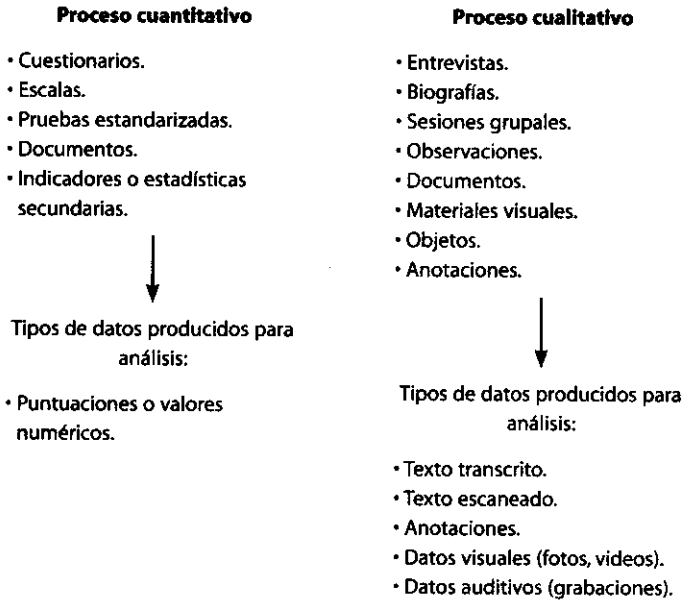 Proceso cuantitativo
• Cuestionarios.
• Escalas.
• Pruebas estandarizadas.
• Documentos.
• Indicadores o estadísticas
secundarias.
Tipos de datos producidos para
análisis:
• Puntuaciones o valores
numéricos.
Proceso cualitativo
• Entrevistas.
• Biografías.
• Sesiones grupales.
• Observaciones.
• Documentos.
• Materiales visuales.
• Objetos.
• Anotaciones.
Tipos de datos producidos para
análisis:
• Texto transcrito.
• Texto escaneado.
• Anotaciones.
• Datos visuales (fotos, videos).
• Datos auditivos (grabaciones).